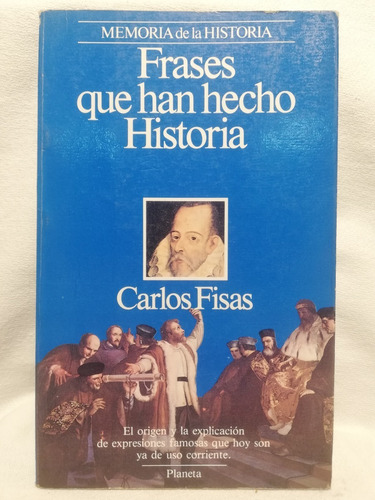 MEMORIA de la HISTORIA
Frases
que han hecho
Historia
Carlos Fisas
El origen y la explicación
de expresiones famosas que hoy son
ya de uso corriente.
Planeta